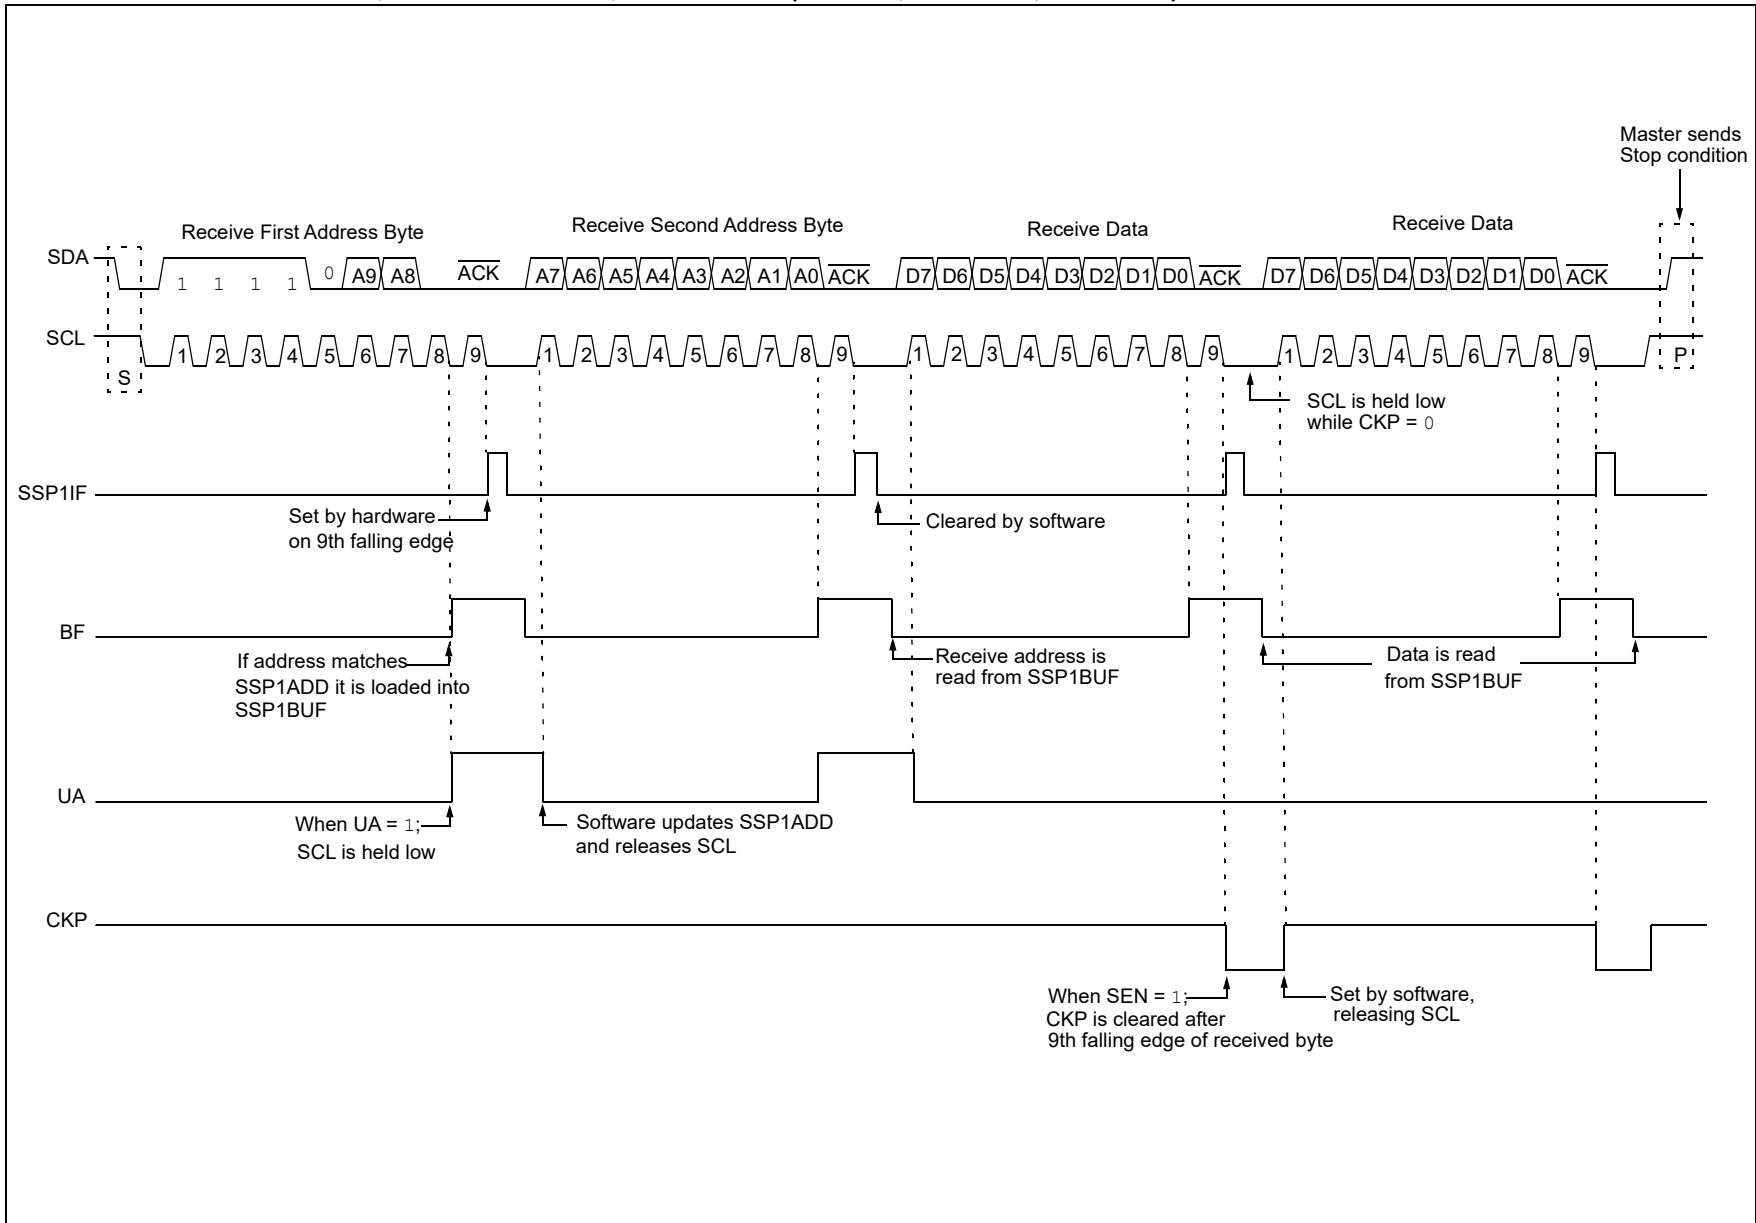 Master sends
Stop condition
Receive First Address Byte
Receive Second Address Byte
Receive Data
Receive Data
SDA
1 1 1 1 0 A9 A8 ACK A7 A6 A5 A4 A3 A2 A1 A0 ACK D7 D6 D5 D4 D3 D2 D1 D0 ACK D7 D6 D5 D4 D3 D2 D1 D0 ACK
SCL
S 1 2 3 4 5 6 7 8 9 1 2 3 4 5 6 7 8 9 1 2 3 4 5 6 7 8 9 1 2 3 4 5 6 7 8 9 P
SCL is held low
while CKP = 0
SSP1IF
Set by hardware
on 9th falling edge
Cleared by software
BF
If address matches
SSP1ADD it is loaded into
SSP1BUF
Receive address is
read from SSP1BUF
Data is read
from SSP1BUF
UA
When UA = 1;
SCL is held low
Software updates SSP1ADD
and releases SCL
CKP
When SEN = 1;
CKP is cleared after
9th falling edge of received byte
Set by software,
releasing SCL